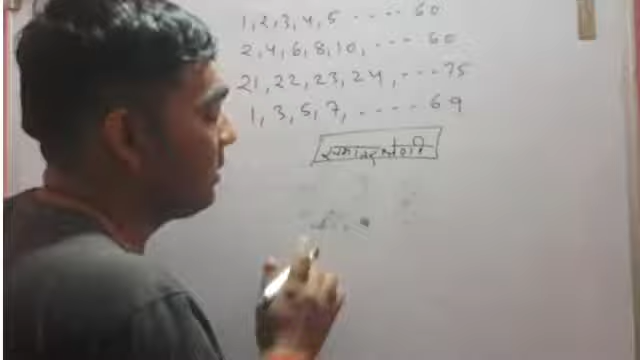 1, 2, 3, 4, 5 ..... 60
2, 4, 6, 8, 10, .... 60
21, 22, 23, 24, .... 75
1, 3, 5, 7, ..... 69